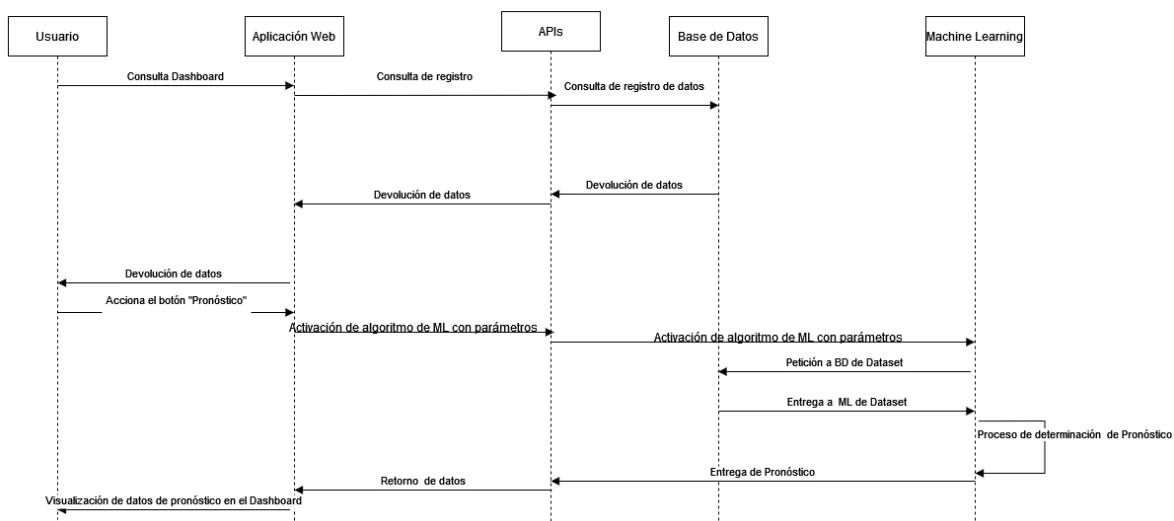 Usuario
Aplicación Web
APIs
Base de Datos
Machine Learning
Consulta Dashboard
Consulta de registro
Consulta de registro de datos
Devolución de datos
Devolución de datos
Devolución de datos
Acciona el botón "Pronóstico"
Activación de algoritmo de ML con parámetros
Activación de algoritmo de ML con parámetros
Petición a BD de Dataset
Entrega a ML de Dataset
Proceso de determinación de Pronóstico
Entrega de Pronóstico
Retorno de datos
Visualización de datos de pronóstico en el Dashboard